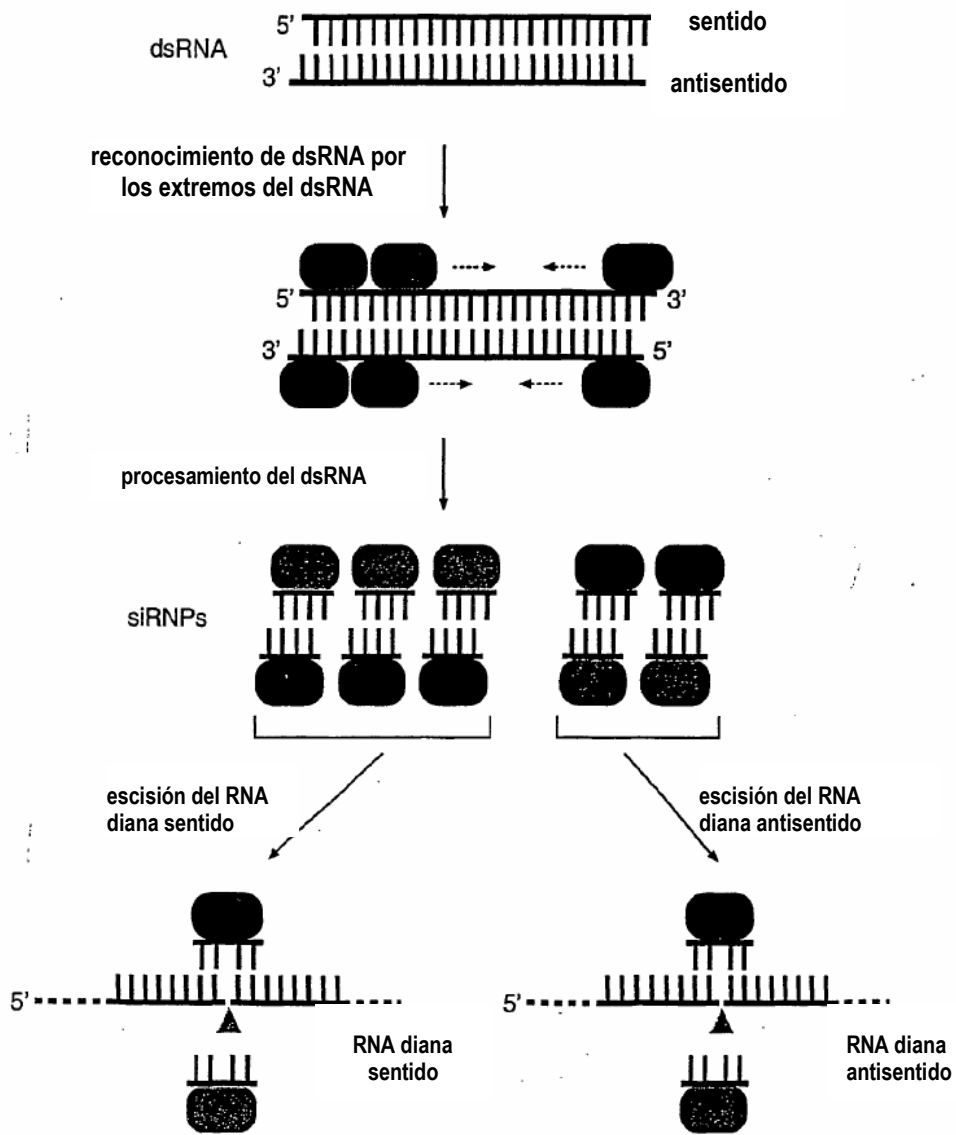 5' sentido
dsRNA
3' antisentido
reconocimiento de dsRNA por
los extremos del dsRNA
5' 3'
3' 5'
procesamiento del dsRNA
siRNPs
escisión del RNA
diana sentido
escisión del RNA
diana antisentido
5' 5'
RNA diana
sentido
RNA diana
antisentido